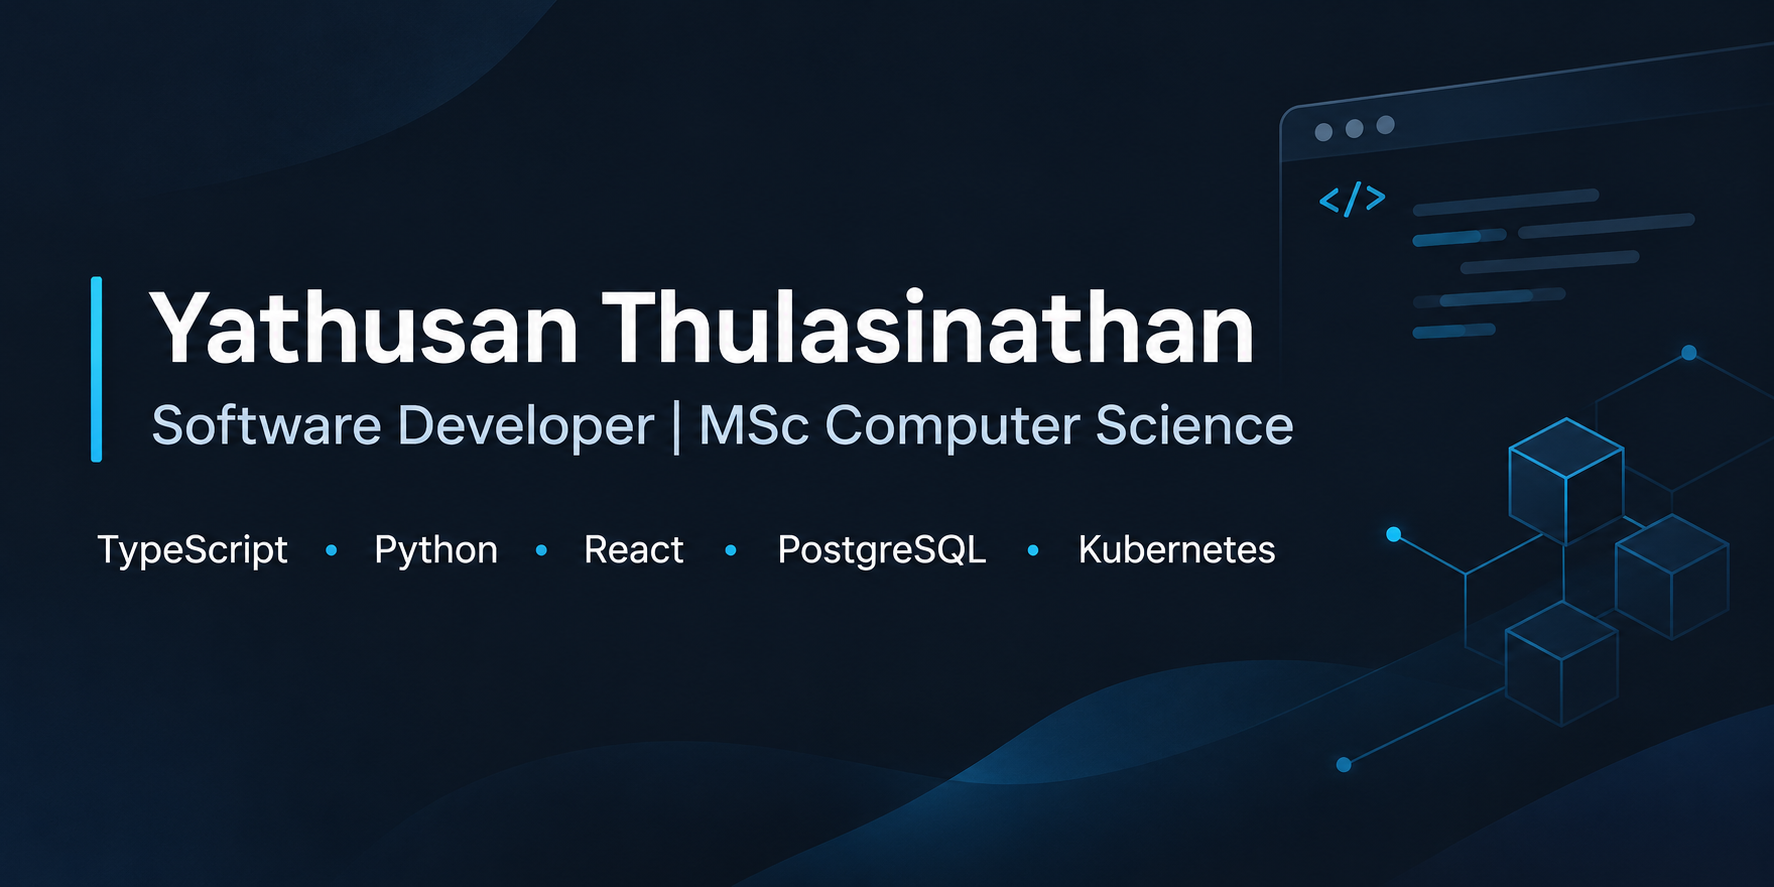 </>
Yathusan Thulasinathan
Software Developer | MSc Computer Science
TypeScript • Python • React • PostgreSQL • Kubernetes